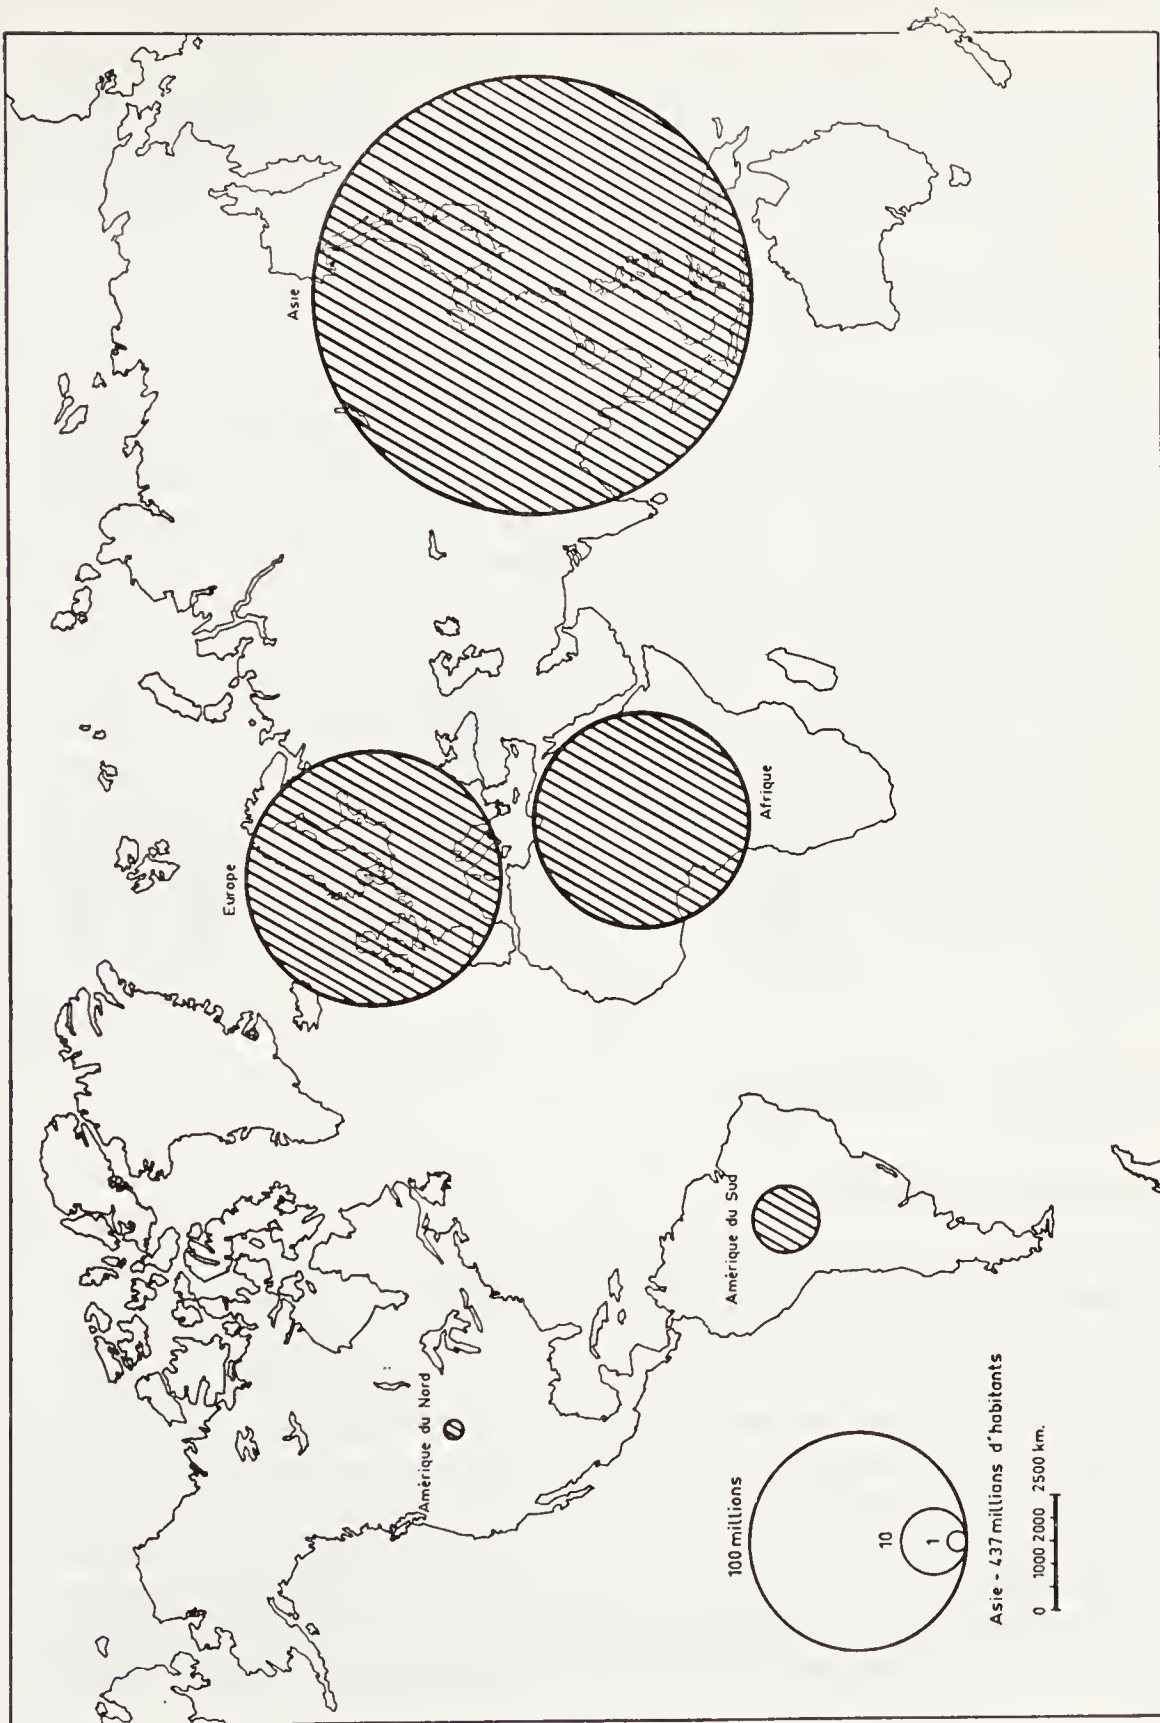 Asie
Europe
Afrique
Amérique du Nord
Amérique du Sud
100 millions
10
1
Asie - 437 millions d'habitants
0 1000 2000 2500 km.